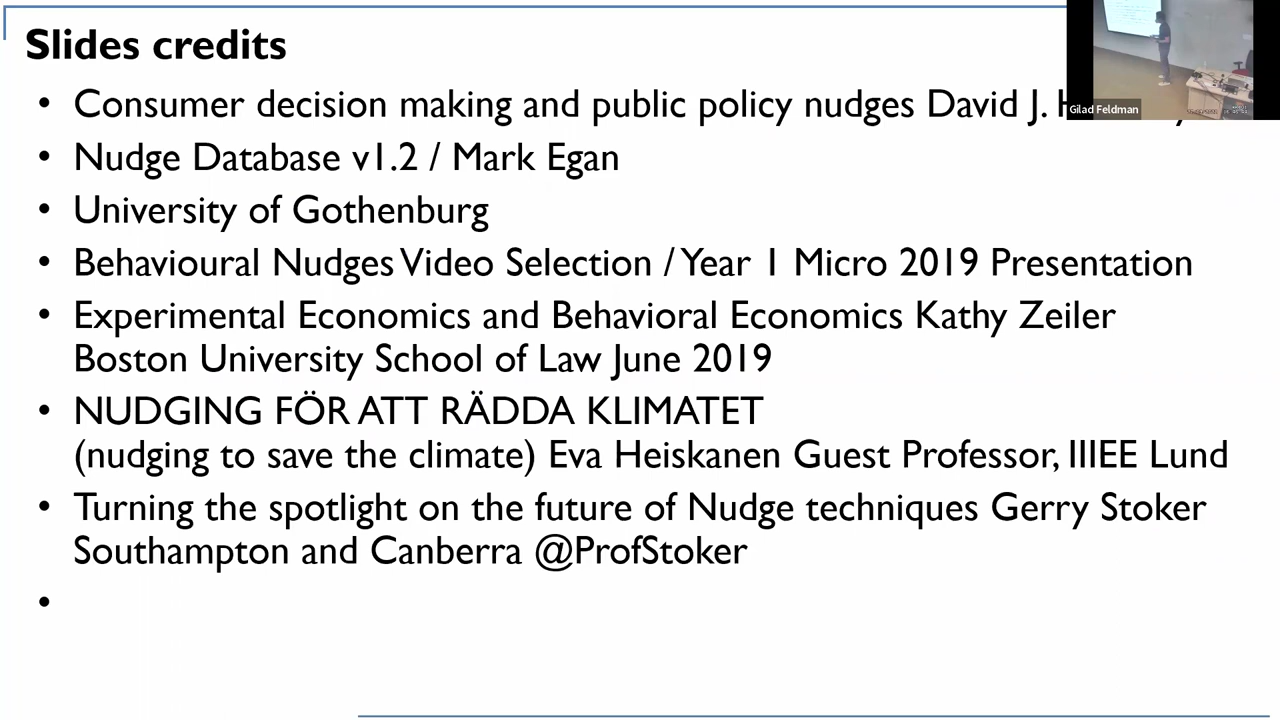 Slides credits
• Consumer decision making and public policy nudges David J.
• Nudge Database v1.2 / Mark Egan
• University of Gothenburg
• Behavioural Nudges Video Selection / Year 1 Micro 2019 Presentation
• Experimental Economics and Behavioral Economics Kathy Zeiler
Boston University School of Law June 2019
• NUDGING FÖR ATT RÄDDA KLIMATET
(nudging to save the climate) Eva Heiskanen Guest Professor, IIIEE Lund
• Turning the spotlight on the future of Nudge techniques Gerry Stoker
Southampton and Canberra @ProfStoker
•
Gilad Feldman